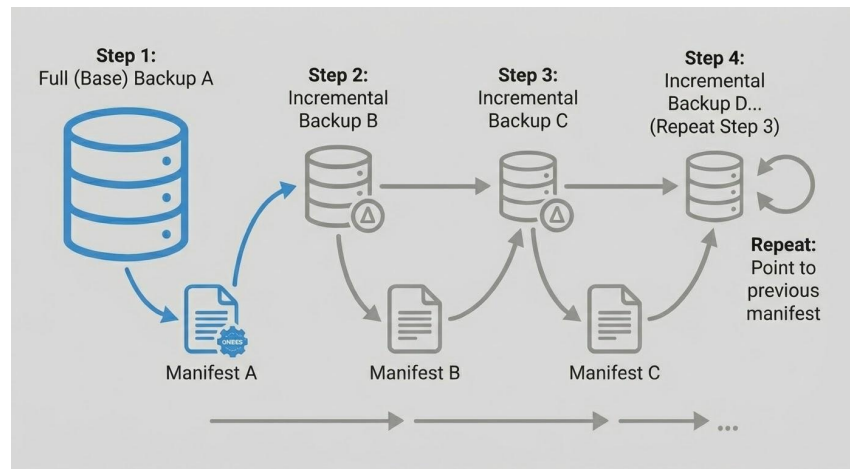 Step 1:
Full (Base) Backup A
Step 2:
Incremental
Backup B
Step 3:
Incremental
Backup C
Step 4:
Incremental
Backup D...
(Repeat Step 3)
Δ
Δ
Repeat:
Point to
previous
manifest
Manifest A
Manifest B
Manifest C
...